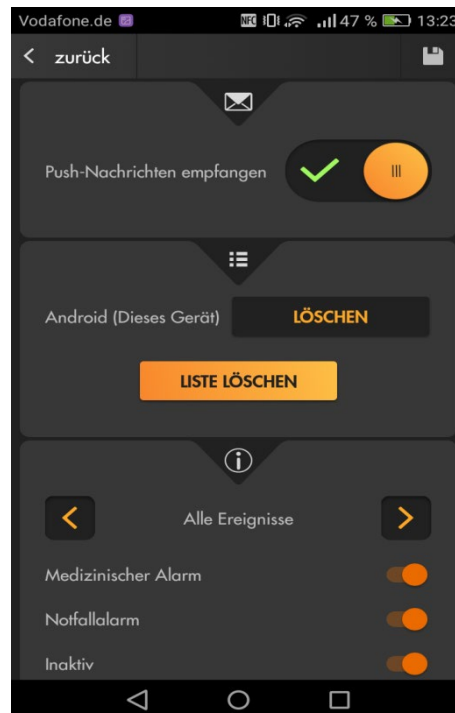 Vodafone.de NFC 47 % 13:23
zurück
Push-Nachrichten empfangen
Android (Dieses Gerät) LÖSCHEN
LISTE LÖSCHEN
Alle Ereignisse
Medizinischer Alarm
Notfallalarm
Inaktiv